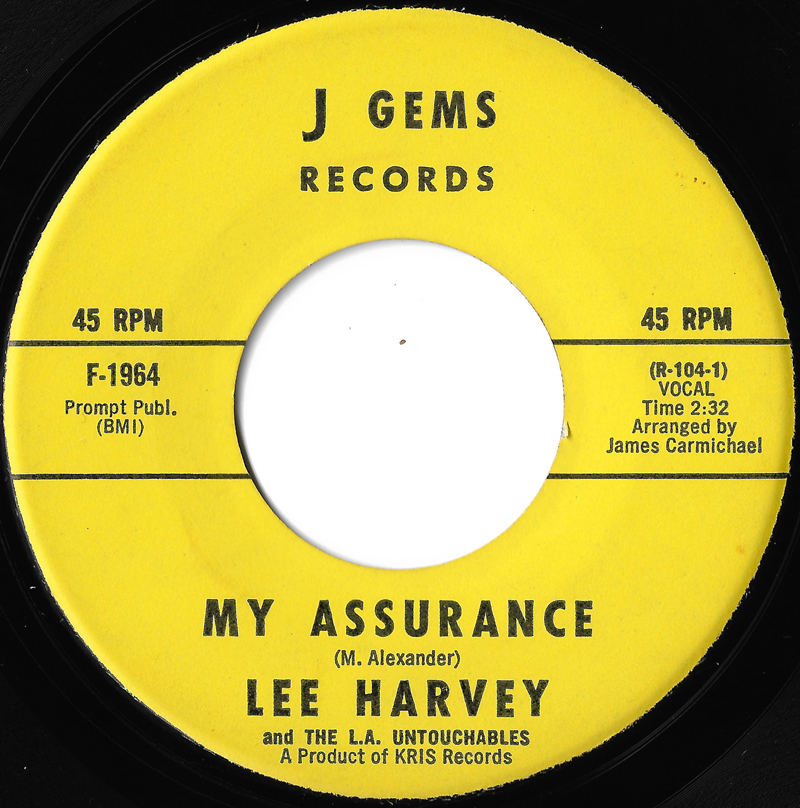 J GEMS
RECORDS
45 RPM
F-1964
Prompt Publ.
(BMI)
45 RPM
(R-104-1)
VOCAL
Time 2:32
Arranged by
James Carmichael
MY ASSURANCE
(M. Alexander)
LEE HARVEY
and THE L.A. UNTOUCHABLES
A Product of KRIS Records